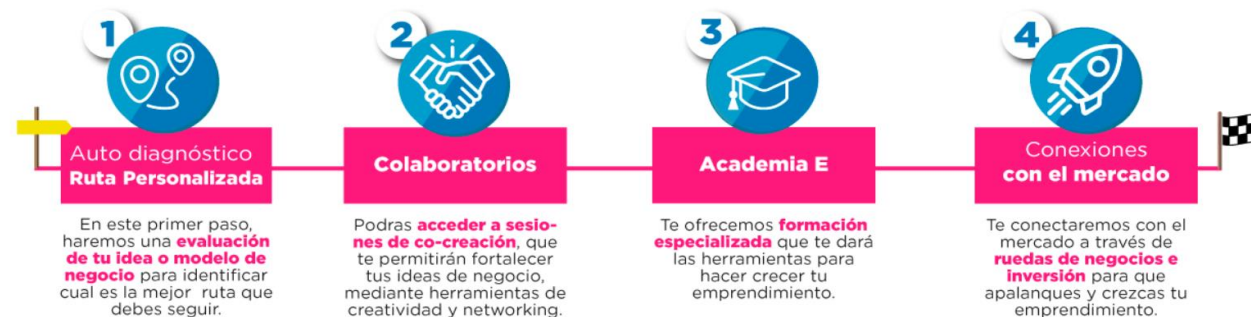 1
Auto diagnóstico
Ruta Personalizada
En este primer paso,
haremos una evaluación
de tu idea o modelo de
negocio para identificar
cual es la mejor ruta que
debes seguir.
2
Colaboratorios
Podras acceder a sesio-
nes de co-creación, que
te permitirán fortalecer
tus ideas de negocio,
mediante herramientas de
creatividad y networking.
3
Academia E
Te ofrecemos formación
especializada que te dará
las herramientas para
hacer crecer tu
emprendimiento.
4
Conexiones
con el mercado
Te conectaremos con el
mercado a través de
ruedas de negocios e
inversión para que
apalanques y crezcas tu
emprendimiento.